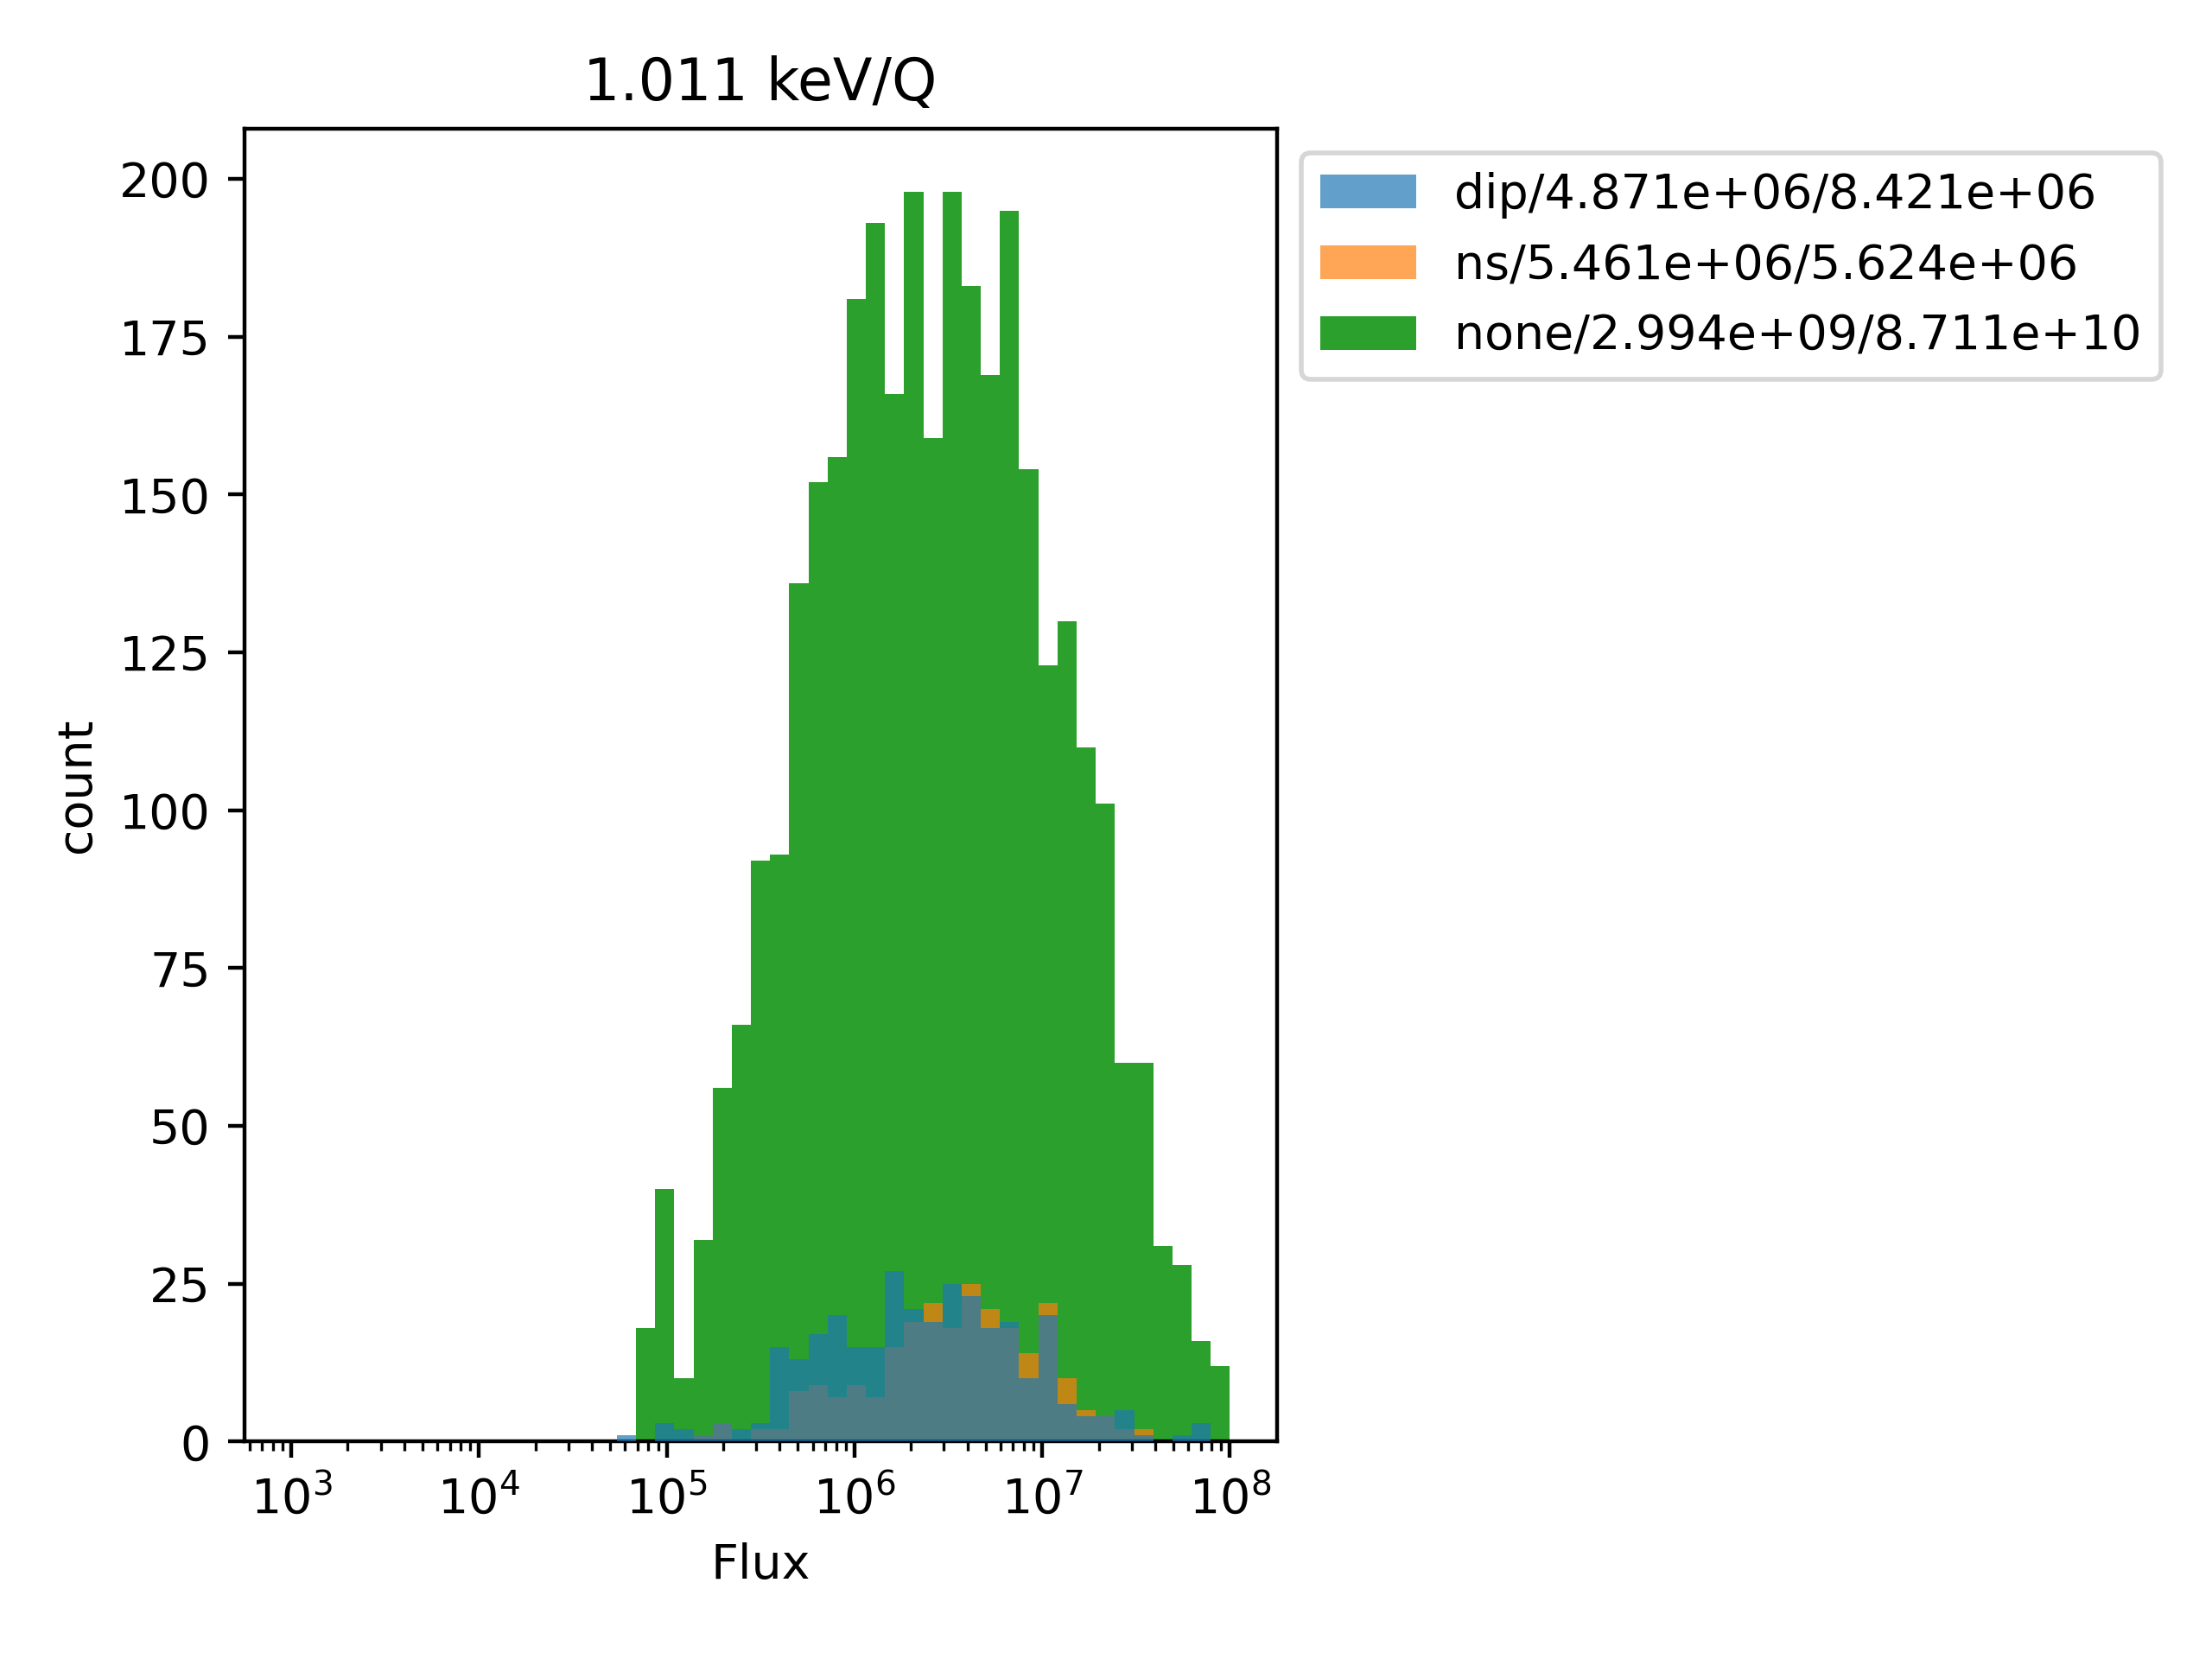 1.011 keV/Q
dip/4.871e+06/8.421e+06
ns/5.461e+06/5.624e+06
none/2.994e+09/8.711e+10
200
175
150
125
100
75
50
25
0
count
10³ 10⁴ 10⁵ 10⁶ 10⁷ 10⁸
Flux